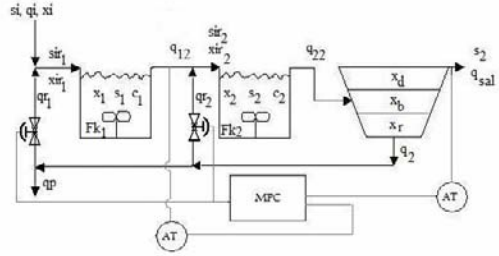 si, qi, xi
sir1
xir1
qr1
qp
x1 s1 c1
Fk1
q12
sir2
xir2
qr2
x2 s2 c2
Fk2
q22
xd
xb
xr
q2
s2
qsal
MPC
AT
AT